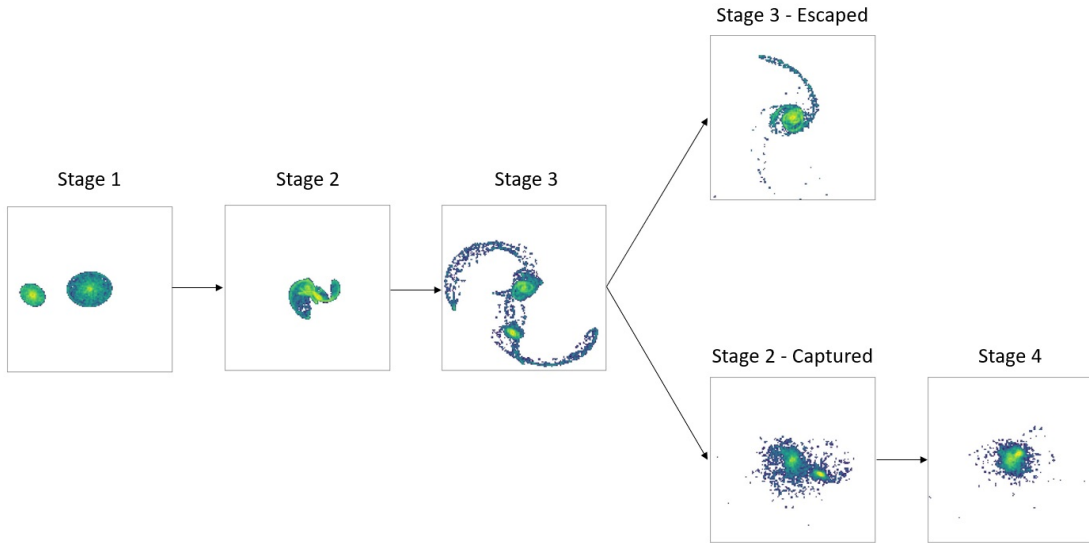 Stage 3 - Escaped
Stage 1
Stage 2
Stage 3
Stage 2 - Captured
Stage 4